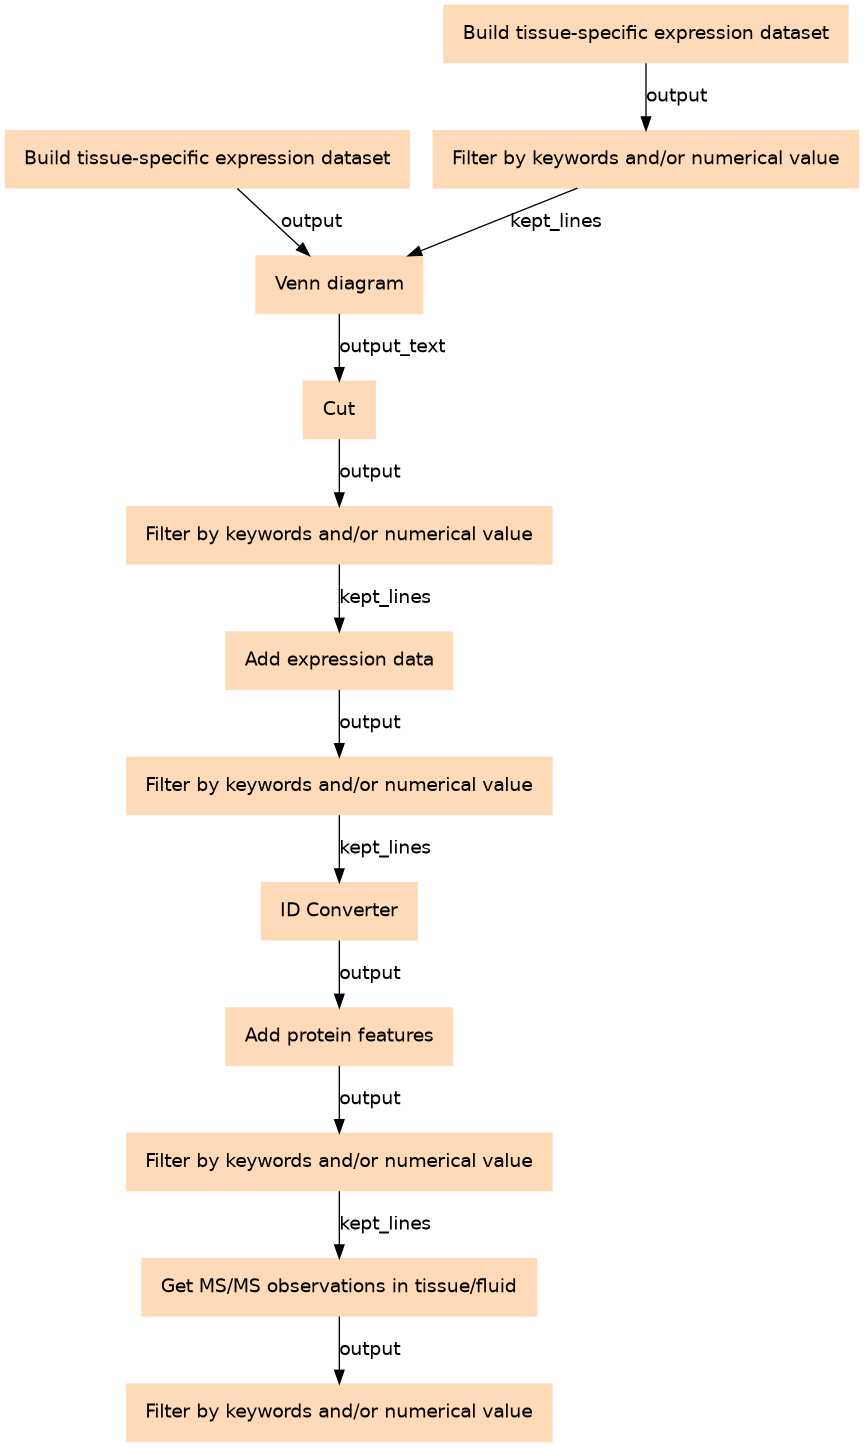 Build tissue-specific expression dataset
output
Build tissue-specific expression dataset
Filter by keywords and/or numerical value
output
kept_lines
Venn diagram
output_text
Cut
output
Filter by keywords and/or numerical value
kept_lines
Add expression data
output
Filter by keywords and/or numerical value
kept_lines
ID Converter
output
Add protein features
output
Filter by keywords and/or numerical value
kept_lines
Get MS/MS observations in tissue/fluid
output
Filter by keywords and/or numerical value